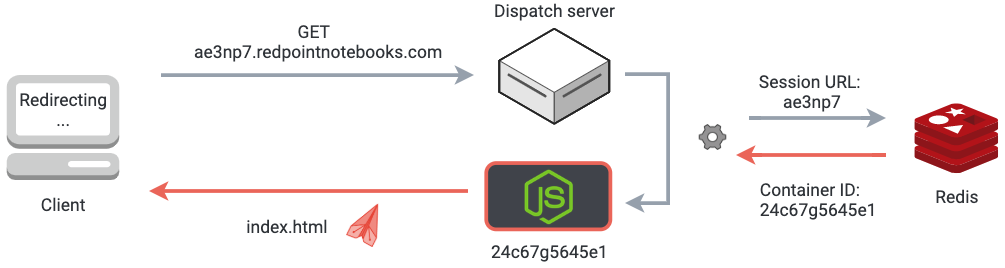 Dispatch server
GET
ae3np7.redpointnotebooks.com
Redirecting
...
Client
Session URL:
ae3np7
Container ID:
24c67g5645e1
Redis
JS
index.html
24c67g5645e1